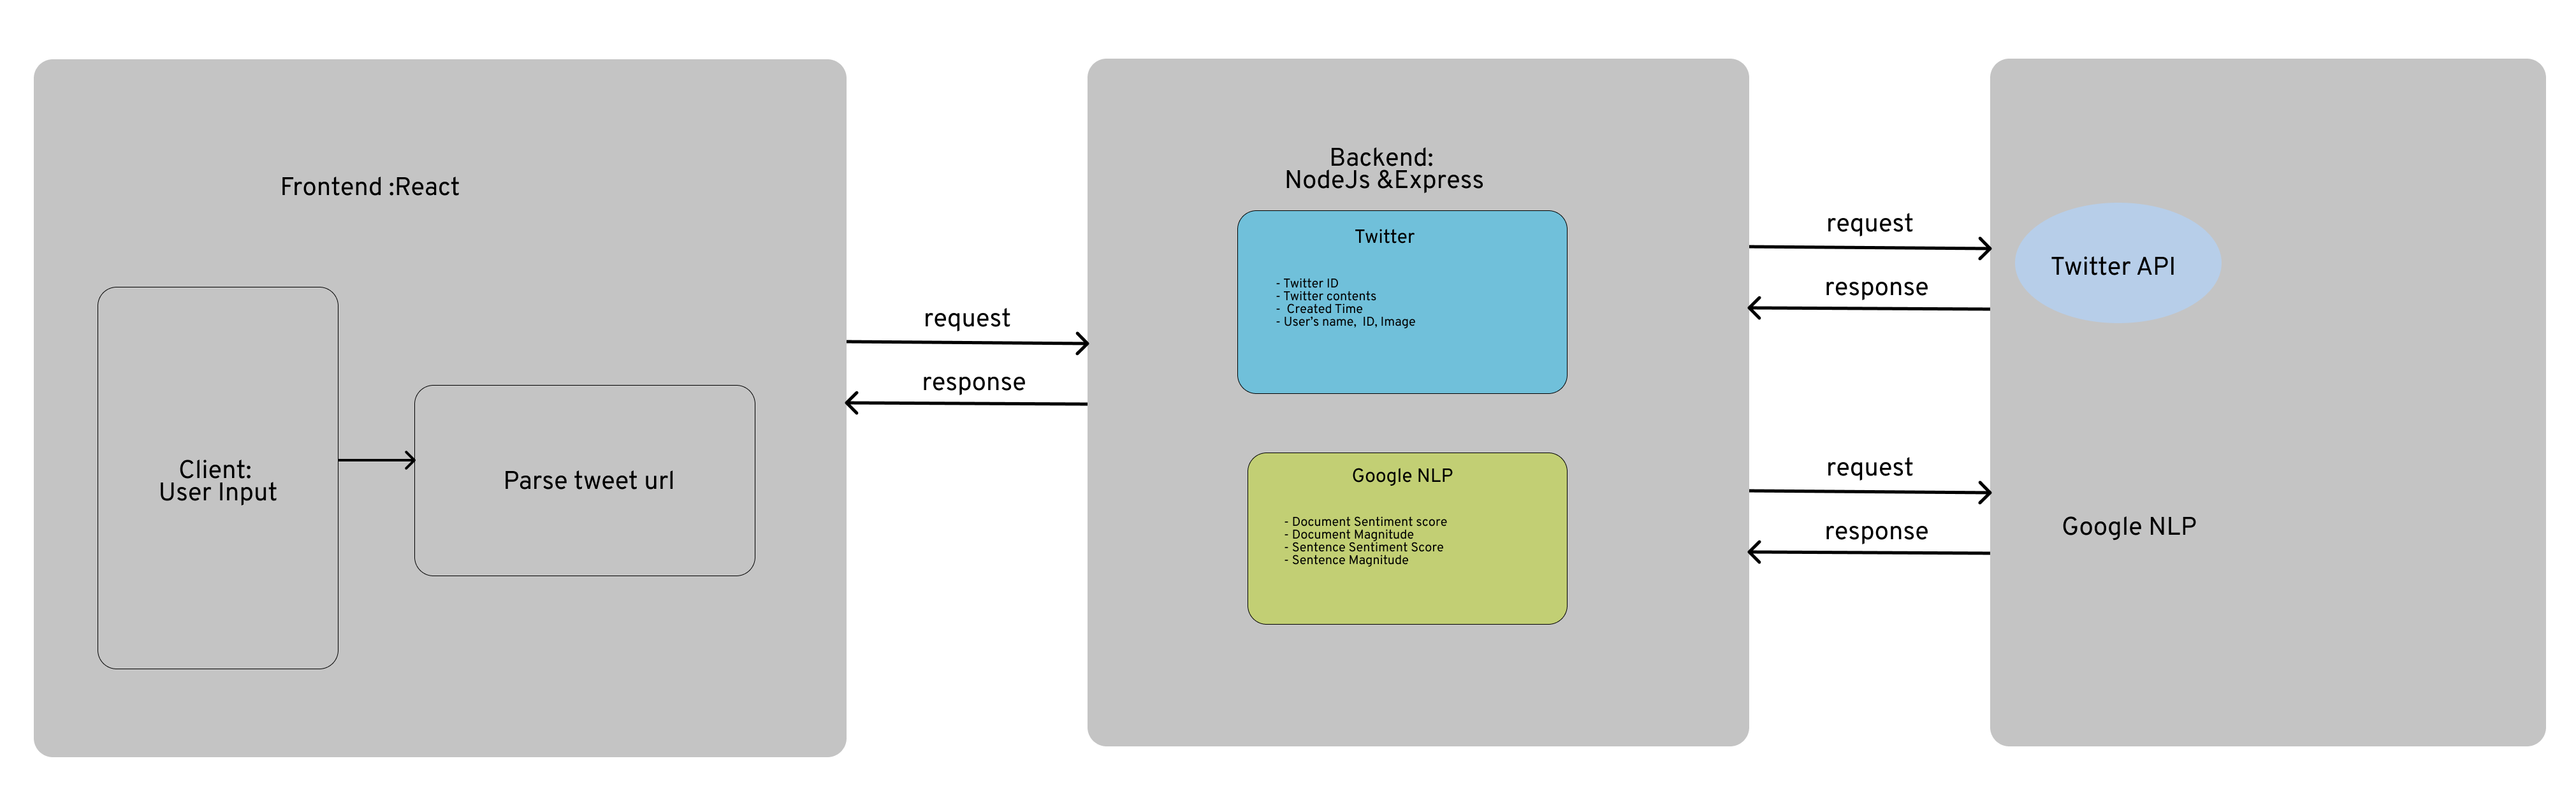 Frontend :React
Client:
User Input
Parse tweet url
request
response
Backend:
NodeJs &Express
Twitter
- Twitter ID
- Twitter contents
-  Created Time
- User's name,  ID, Image
Google NLP
- Document Sentiment score
- Document Magnitude
- Sentence Sentiment Score
- Sentence Magnitude
request
response
request
response
Twitter API
Google NLP